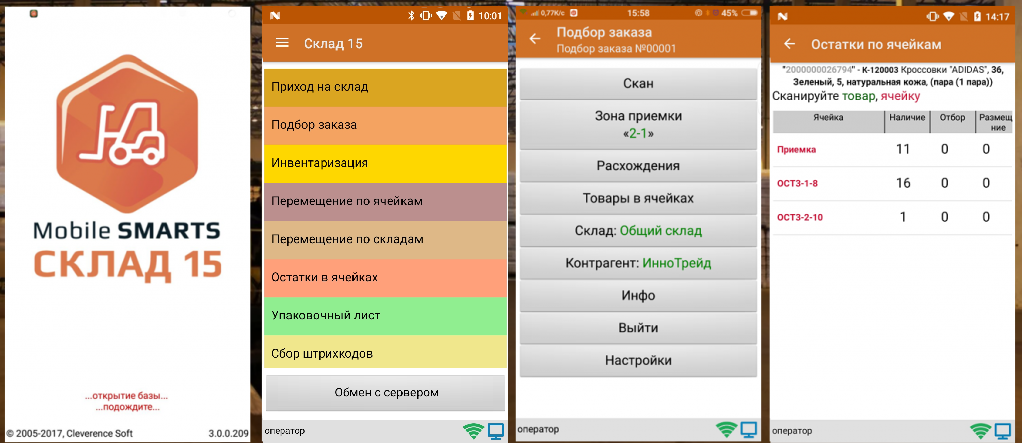 Mobile SMARTS
СКЛАД 15
...открытие базы...
...подождите...
© 2005-2017, Cleverence Soft 3.0.0.209
10:01
Склад 15
Приход на склад
Подбор заказа
Инвентаризация
Перемещение по ячейкам
Перемещение по складам
Остатки в ячейках
Упаковочный лист
Сбор штрихкодов
Обмен с сервером
оператор
0,77K/c 15:58 45%
Подбор заказа
Подбор заказа №00001
Скан
Зона приемки
«2-1»
Расхождения
Товары в ячейках
Склад: Общий склад
Контрагент: ИнноТрейд
Инфо
Выйти
Настройки
оператор
14:17
Остатки по ячейкам
"2000000026794" - К-120003 Кроссовки "ADIDAS", 36,
Зеленый, 5, натуральная кожа, (пара (1 пара))
Сканируйте товар, ячейку
Ячейка Наличие Отбор Размещ
ние
Приемка 11 0 0
ОСТ3-1-8 16 0 0
ОСТ3-2-10 1 0 0
оператор